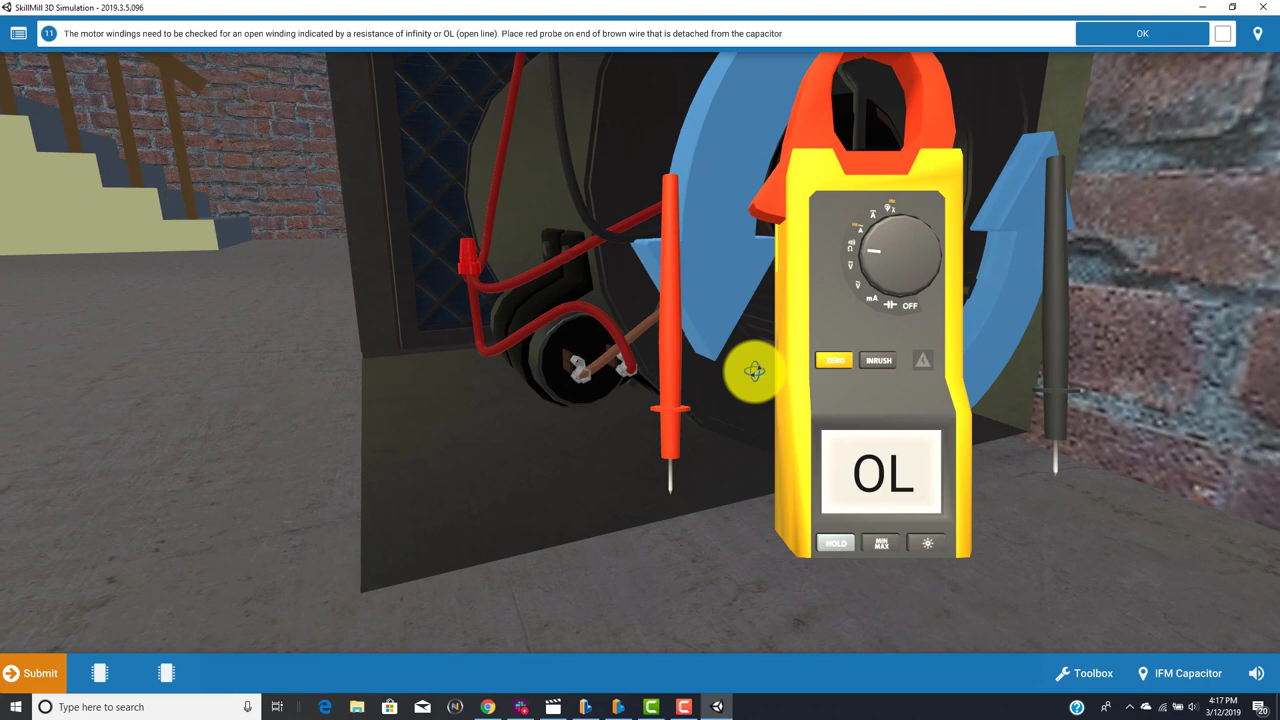 SkillMill 3D Simulation - 2019.3.5.096
11 The motor windings need to be checked for an open winding indicated by a resistance of infinity or OL (open line). Place red probe on end of brown wire that is detached from the capacitor
OK
mA
OFF
ZERO
INRUSH
OL
HOLD
MIN
MAX
Submit
Toolbox
IFM Capacitor
Type here to search
4:17 PM
3/12/2019
20